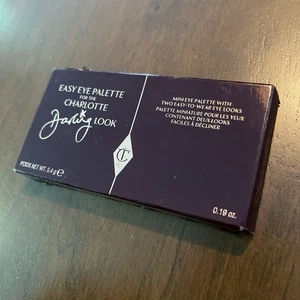 EASY EYE PALETTE
FOR THE
CHARLOTTE
Darling LOOK
POIDS NET WT. 3.4 g
CT
MINI EYE PALETTE WITH
TWO EASY-TO-WEAR EYE LOOKS
PALETTE MINIATURE POUR LES YEUX
CONTENANT DEUX LOOKS
FACILES À DÉCLINER
0.19 oz.